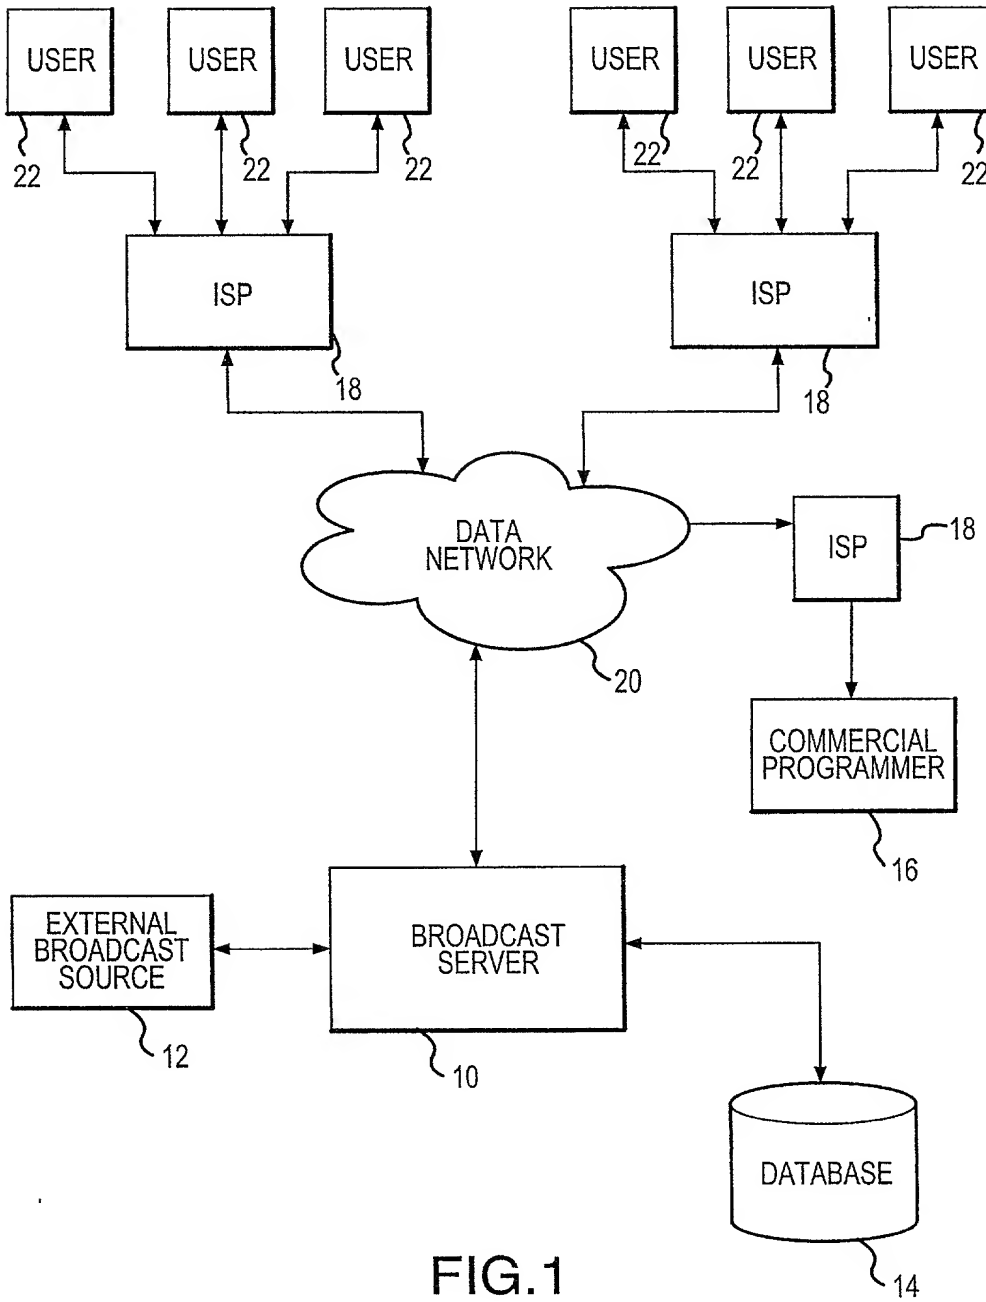 USER USER USER USER USER USER
22 22 22 22 22 22
ISP ISP
18 18
DATA
NETWORK
ISP
18
20
COMMERCIAL
PROGRAMMER
16
EXTERNAL
BROADCAST
SOURCE
12
BROADCAST
SERVER
10
DATABASE
14
FIG.1